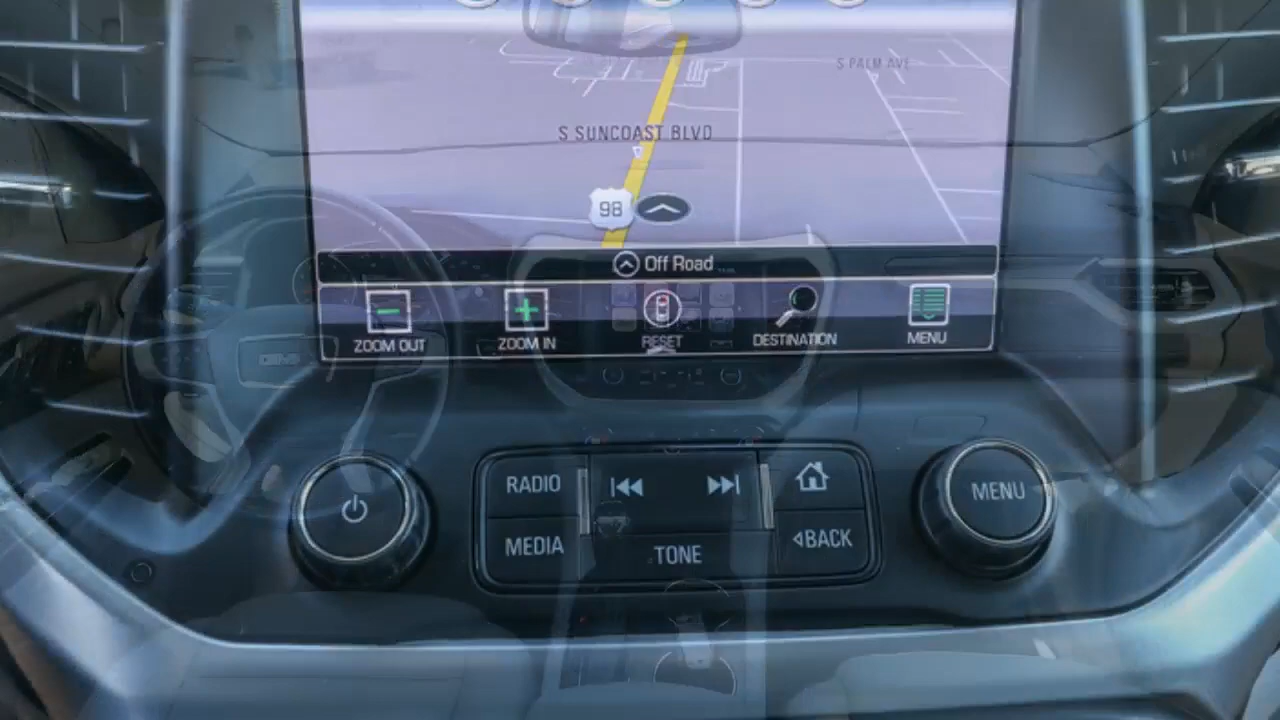 S PALM AVE
S SUNCOAST BLVD
98
Off Road
ZOOM OUT
ZOOM IN
RESET
DESTINATION
MENU
RADIO
MENU
MEDIA
TONE
BACK
GMC